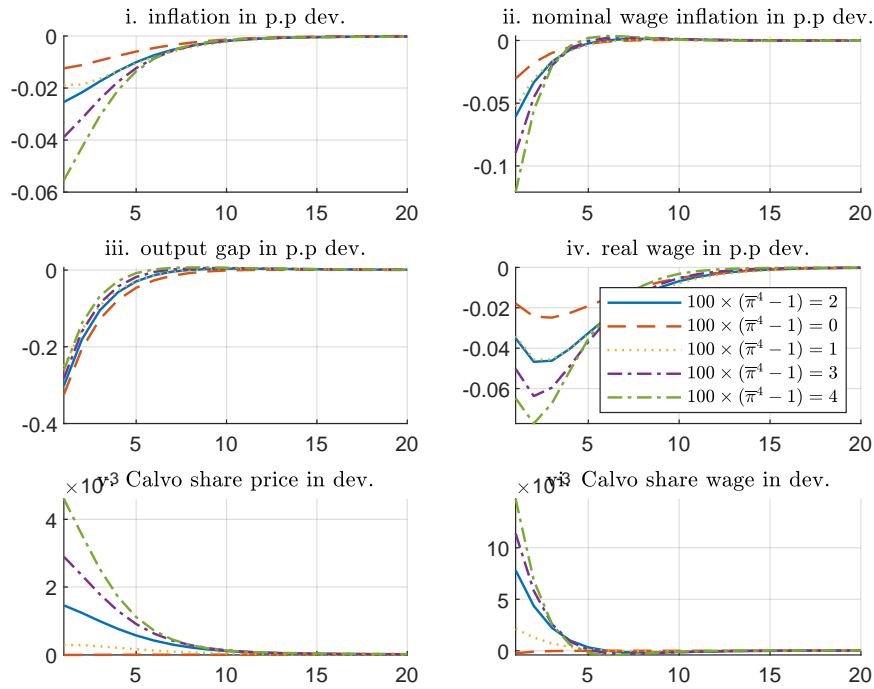 i. inflation in p.p dev.
0
-0.02
-0.04
-0.06
5 10 15 20
ii. nominal wage inflation in p.p dev.
0
-0.05
-0.1
5 10 15 20
iii. output gap in p.p dev.
0
-0.2
-0.4
5 10 15 20
iv. real wage in p.p dev.
0
-0.02
-0.04
-0.06
100 × (π̄⁴ − 1) = 2
100 × (π̄⁴ − 1) = 0
100 × (π̄⁴ − 1) = 1
100 × (π̄⁴ − 1) = 3
100 × (π̄⁴ − 1) = 4
5 10 15 20
v. Calvo share price in dev.
×10⁻³
4
2
0
5 10 15 20
vi. Calvo share wage in dev.
×10⁻³
10
5
0
5 10 15 20